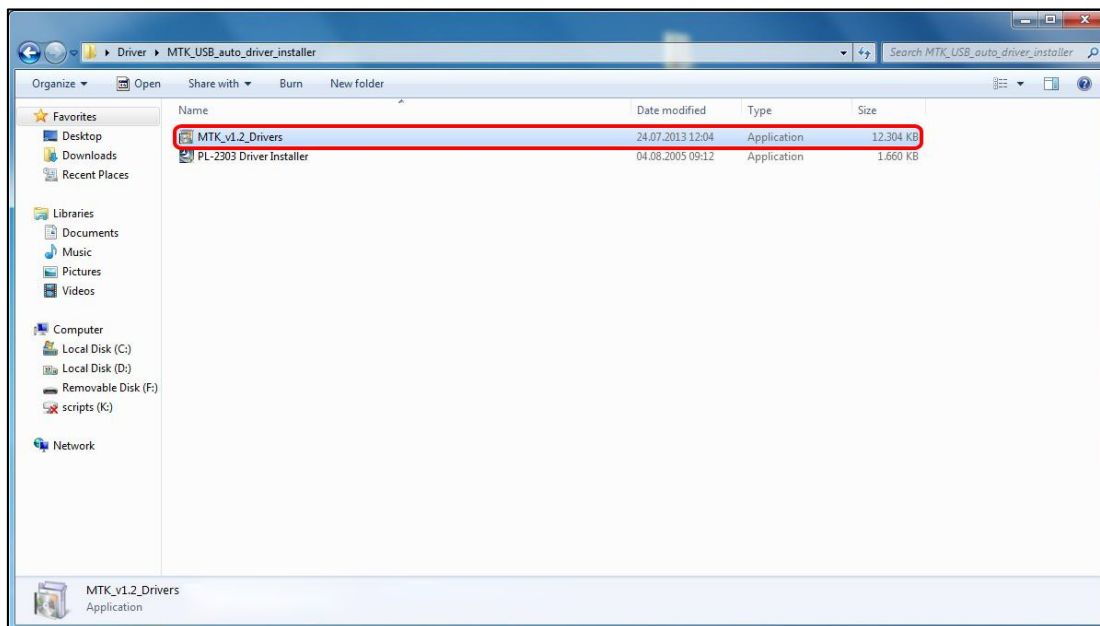 Driver MTK_USB_auto_driver_installer Search MTK_USB_auto_driver_installer
Organize Open Share with Burn New folder
Favorites
Desktop
Downloads
Recent Places
Libraries
Documents
Music
Pictures
Videos
Computer
Local Disk (C:)
Local Disk (D:)
Removable Disk (F:)
scripts (K:)
Network
Name Date modified Type Size
MTK_v1.2_Drivers 24.07.2013 12:04 Application 12.304 KB
PL-2303 Driver Installer 04.08.2005 09:12 Application 1.660 KB
MTK_v1.2_Drivers
Application